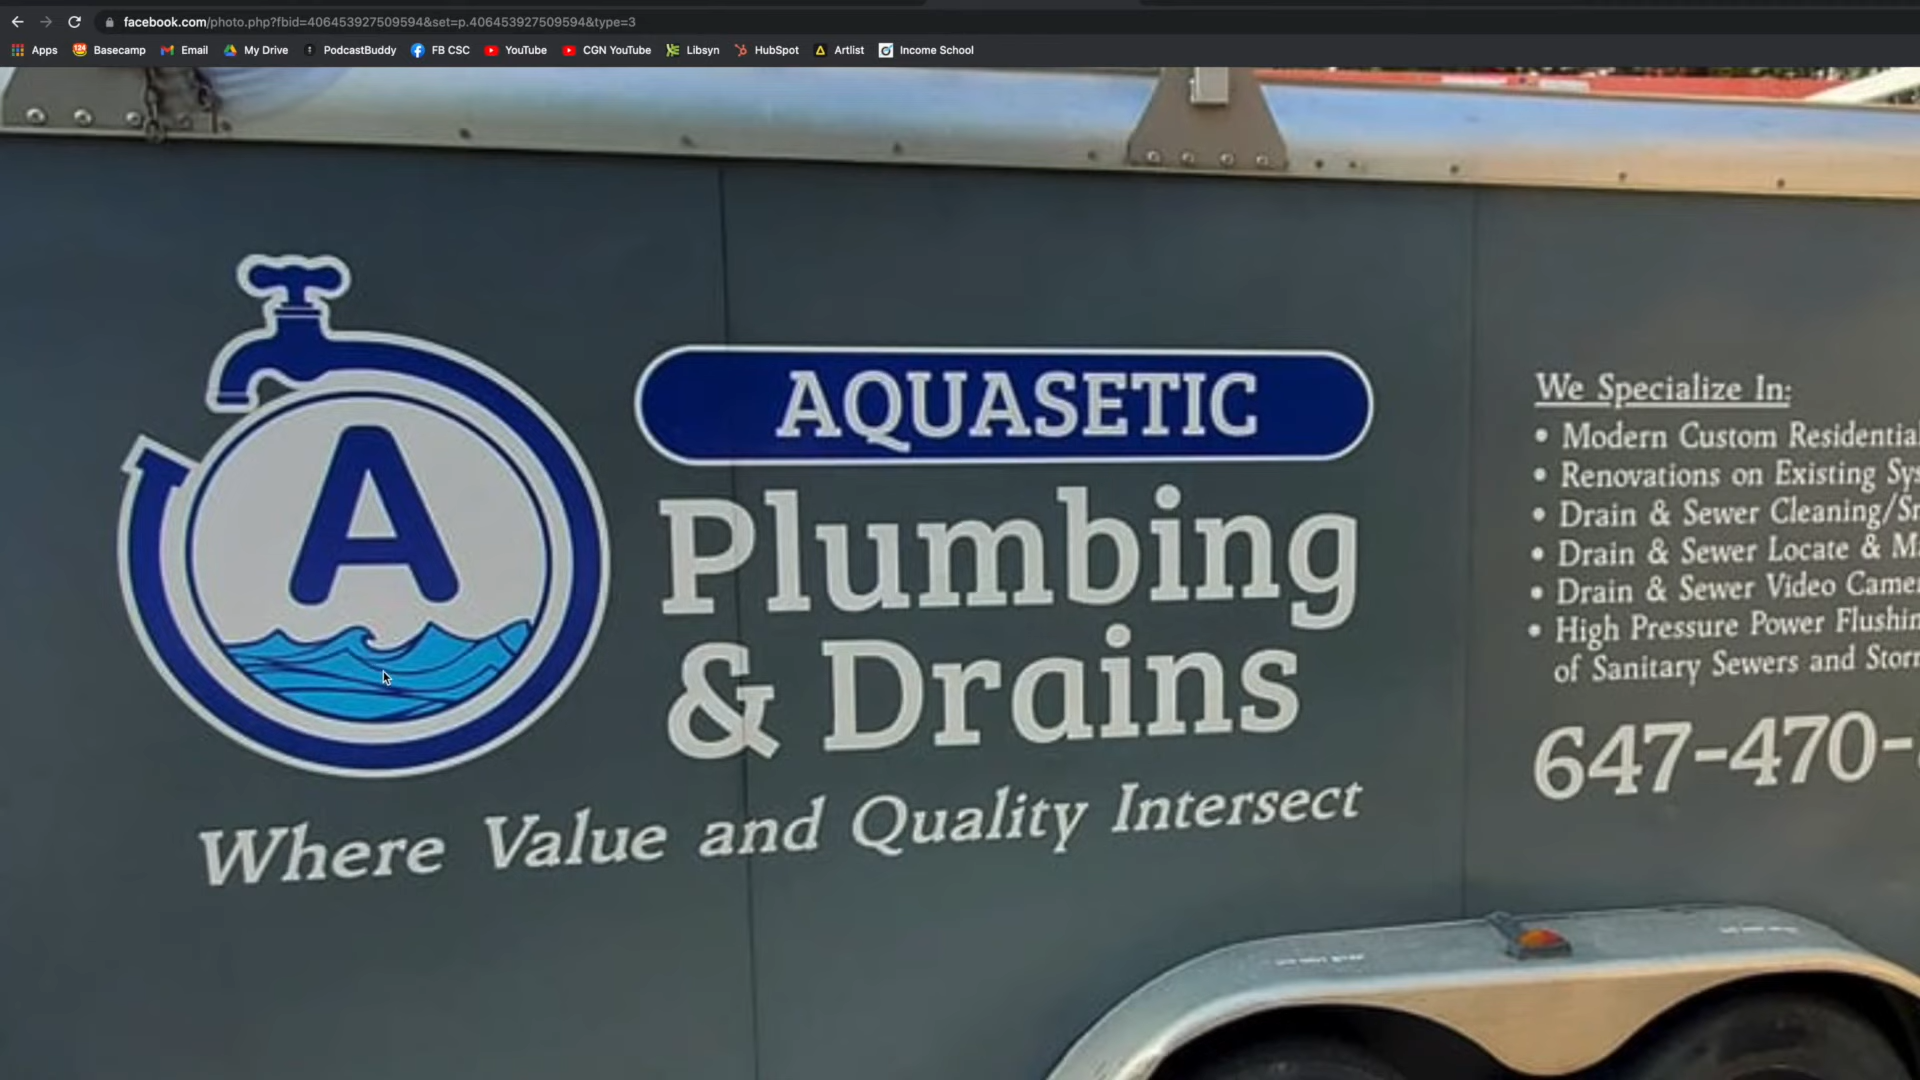 facebook.com/photo.php?fbid=406453927509594&set=p.406453927509594&type=3
Apps Basecamp Email My Drive PodcastBuddy FB CSC YouTube CGN YouTube Libsyn HubSpot Artlist Income School
A
AQUASETIC
Plumbing
& Drains
Where Value and Quality Intersect
We Specialize In:
• Modern Custom Residential
• Renovations on Existing
• Drain & Sewer Cleaning/
• Drain & Sewer Locate &
• Drain & Sewer Video
• High Pressure Power
of Sanitary Sewers and
647-470-